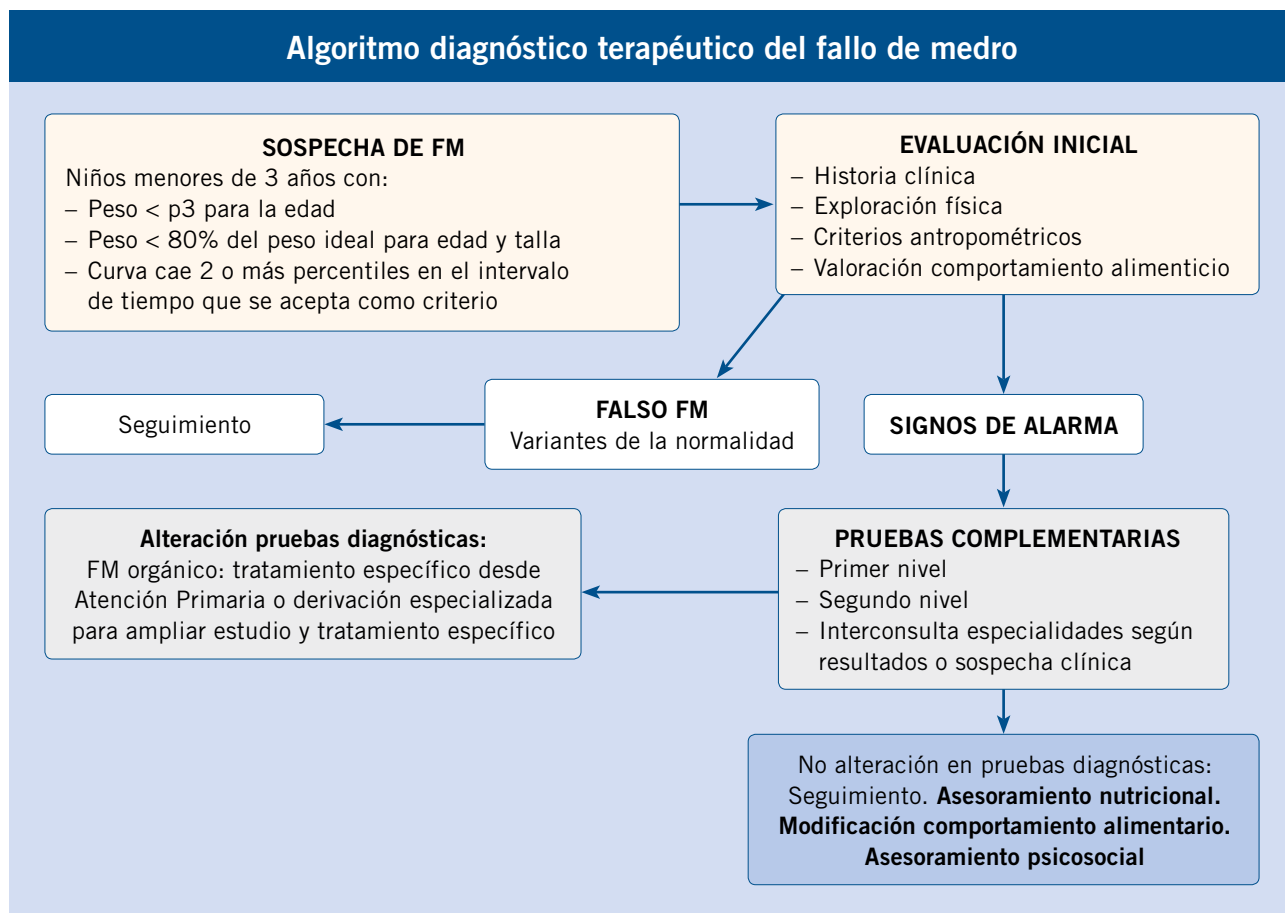 Algoritmo diagnóstico terapéutico del fallo de medro
SOSPECHA DE FM
Niños menores de 3 años con:
– Peso < p3 para la edad
– Peso < 80% del peso ideal para edad y talla
– Curva cae 2 o más percentiles en el intervalo
de tiempo que se acepta como criterio
EVALUACIÓN INICIAL
– Historia clínica
– Exploración física
– Criterios antropométricos
– Valoración comportamiento alimenticio
FALSO FM
Variantes de la normalidad
Seguimiento
SIGNOS DE ALARMA
PRUEBAS COMPLEMENTARIAS
– Primer nivel
– Segundo nivel
– Interconsulta especialidades según
resultados o sospecha clínica
Alteración pruebas diagnósticas:
FM orgánico: tratamiento específico desde
Atención Primaria o derivación especializada
para ampliar estudio y tratamiento específico
No alteración en pruebas diagnósticas:
Seguimiento. Asesoramiento nutricional.
Modificación comportamiento alimentario.
Asesoramiento psicosocial